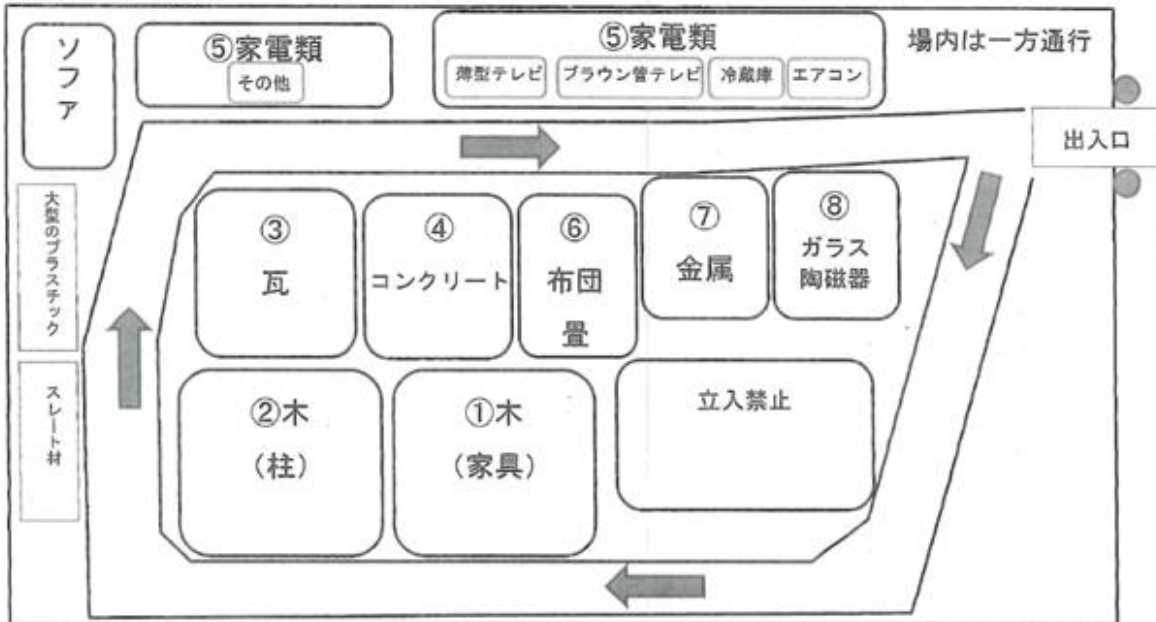 ソファ
⑤家電類
その他
⑤家電類
薄型テレビ
ブラウン管テレビ
冷蔵庫
エアコン
場内は一方通行
出入口
大型のプラスチック
スレート材
③
瓦
④
コンクリート
⑥
布団
畳
⑦
金属
⑧
ガラス
陶磁器
②木
（柱）
①木
（家具）
立入禁止